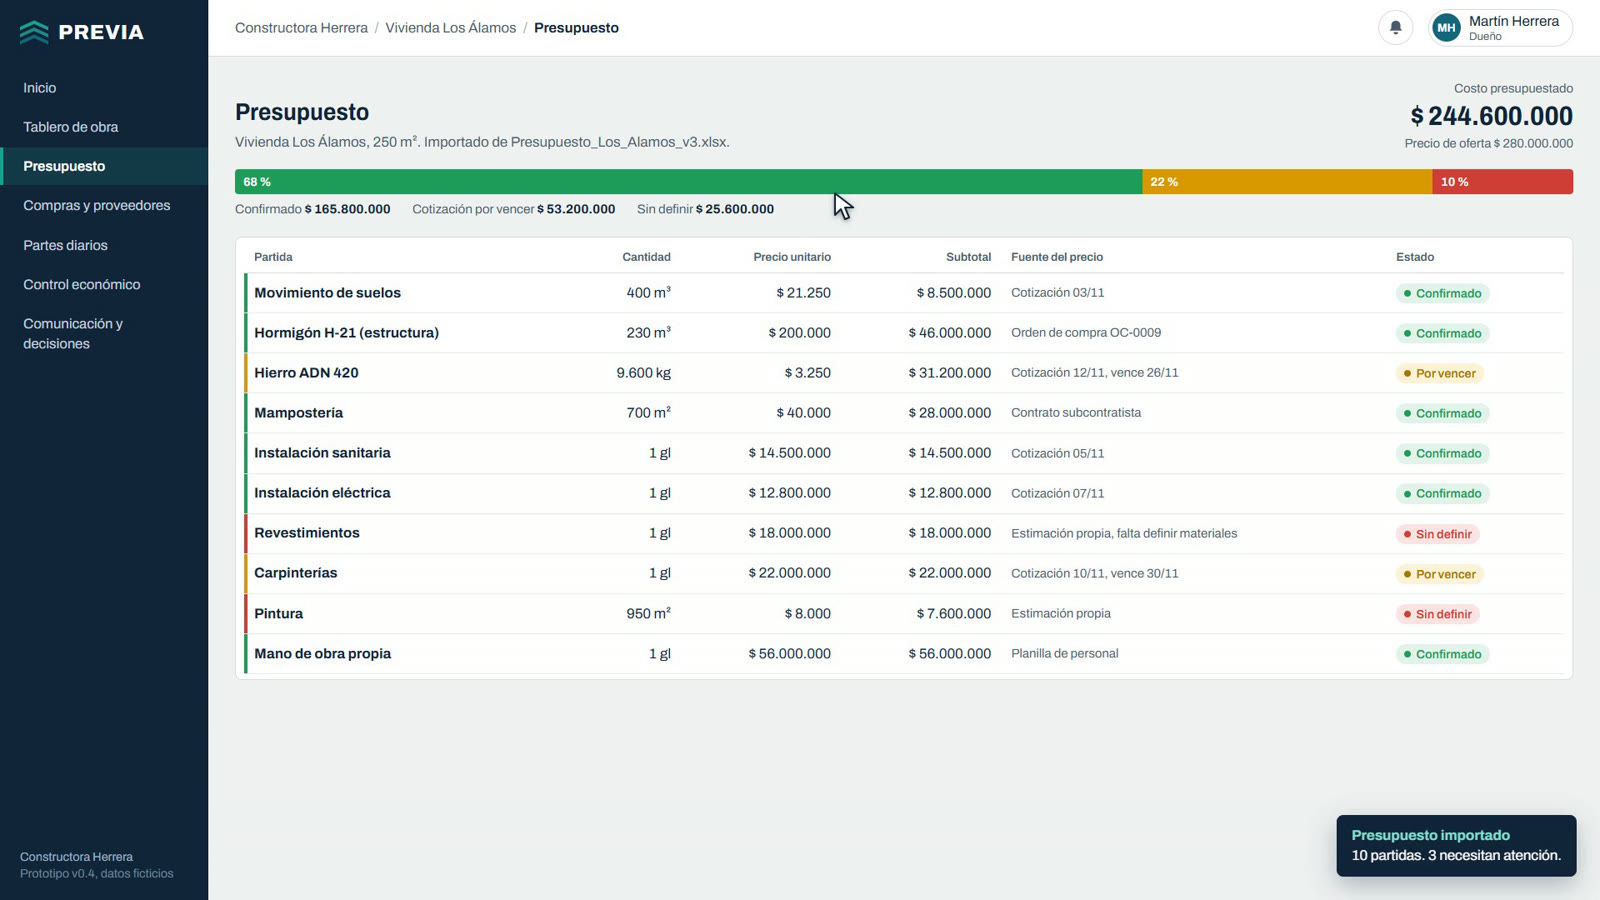 PREVIA
Inicio
Tablero de obra
Presupuesto
Compras y proveedores
Partes diarios
Control económico
Comunicación y
decisiones
Constructora Herrera
Prototipo v0.4, datos ficticios
Constructora Herrera / Vivienda Los Álamos / Presupuesto
MH
Martín Herrera
Dueño
Presupuesto
Vivienda Los Álamos, 250 m². Importado de Presupuesto_Los_Alamos_v3.xlsx.
Costo presupuestado
$ 244.600.000
Precio de oferta $ 280.000.000
68 % 22 % 10 %
Confirmado $ 165.800.000 Cotización por vencer $ 53.200.000 Sin definir $ 25.600.000
Partida Cantidad Precio unitario Subtotal Fuente del precio Estado
Movimiento de suelos 400 m³ $ 21.250 $ 8.500.000 Cotización 03/11 Confirmado
Hormigón H-21 (estructura) 230 m³ $ 200.000 $ 46.000.000 Orden de compra OC-0009 Confirmado
Hierro ADN 420 9.600 kg $ 3.250 $ 31.200.000 Cotización 12/11, vence 26/11 Por vencer
Mampostería 700 m² $ 40.000 $ 28.000.000 Contrato subcontratista Confirmado
Instalación sanitaria 1 gl $ 14.500.000 $ 14.500.000 Cotización 05/11 Confirmado
Instalación eléctrica 1 gl $ 12.800.000 $ 12.800.000 Cotización 07/11 Confirmado
Revestimientos 1 gl $ 18.000.000 $ 18.000.000 Estimación propia, falta definir materiales Sin definir
Carpinterías 1 gl $ 22.000.000 $ 22.000.000 Cotización 10/11, vence 30/11 Por vencer
Pintura 950 m² $ 8.000 $ 7.600.000 Estimación propia Sin definir
Mano de obra propia 1 gl $ 56.000.000 $ 56.000.000 Planilla de personal Confirmado
Presupuesto importado
10 partidas. 3 necesitan atención.